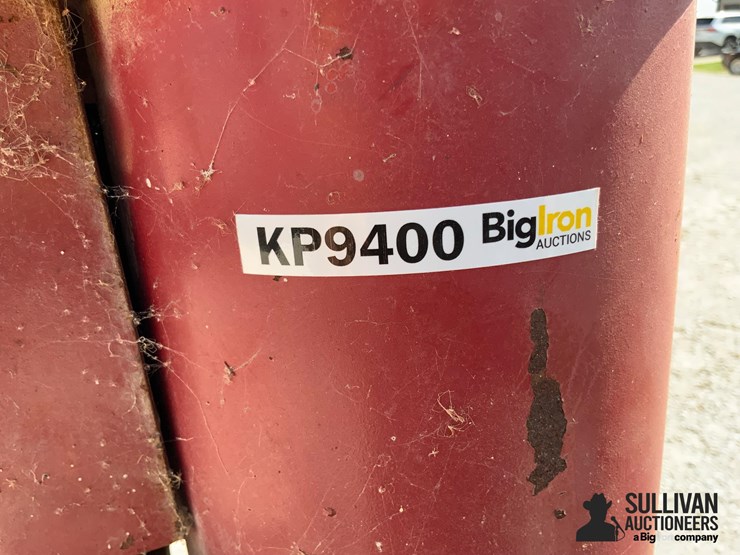 KP9400 BigIron
AUCTIONS
SULLIVAN
AUCTIONEERS
a BigIron company